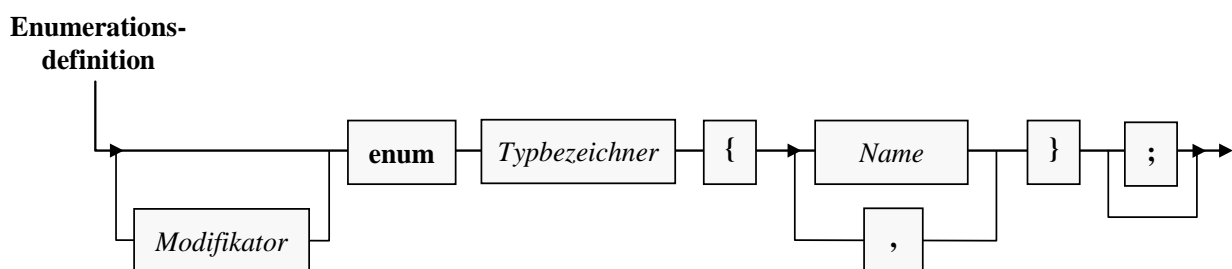 Enumerations-
definition
enum Typbezeichner { Name } ;
Modifikator ,